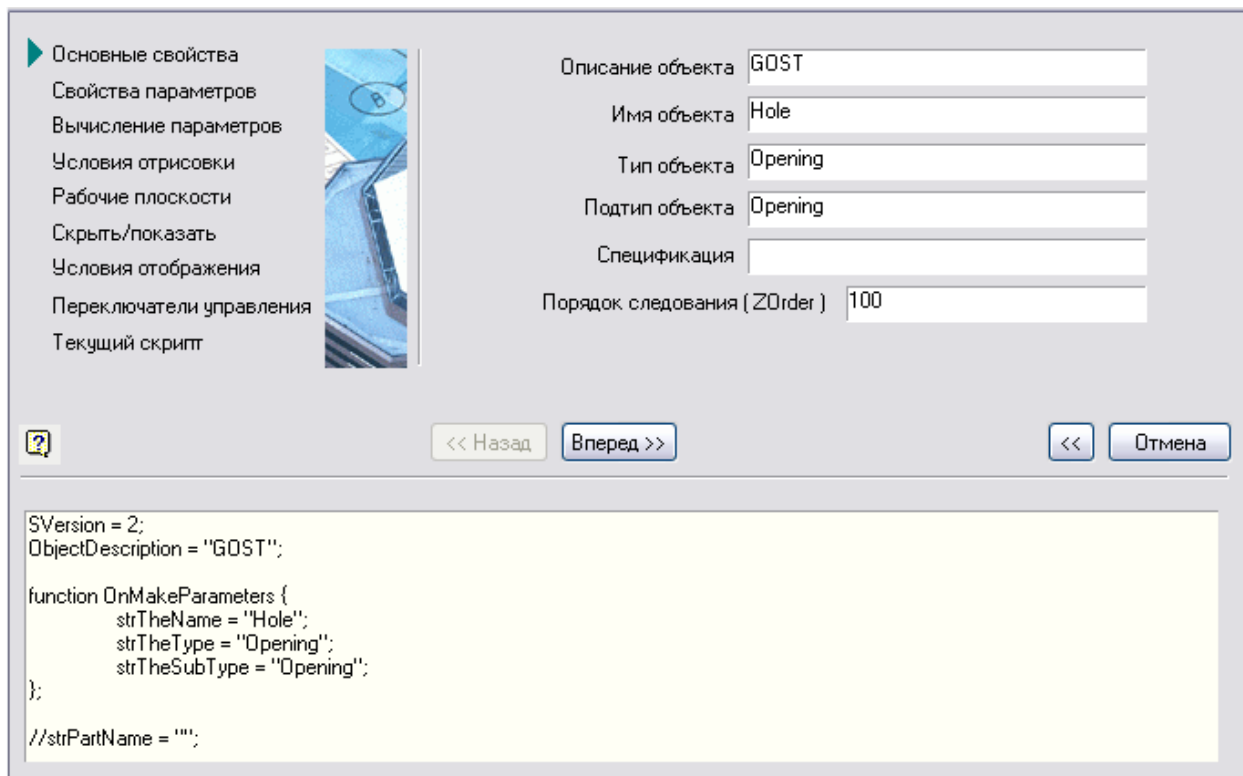 Основные свойства
Свойства параметров
Вычисление параметров
Условия отрисовки
Рабочие плоскости
Скрыть/показать
Условия отображения
Переключатели управления
Текущий скрипт
B
Описание объекта GOST
Имя объекта Hole
Тип объекта Opening
Подтип объекта Opening
Спецификация
Порядок следования ( ZOrder ) 100
? << Назад Вперед >> << Отмена
SVersion = 2;
ObjectDescription = "GOST";
function OnMakeParameters {
strTheName = "Hole";
strTheType = "Opening";
strTheSubType = "Opening";
};
//strPartName = "";